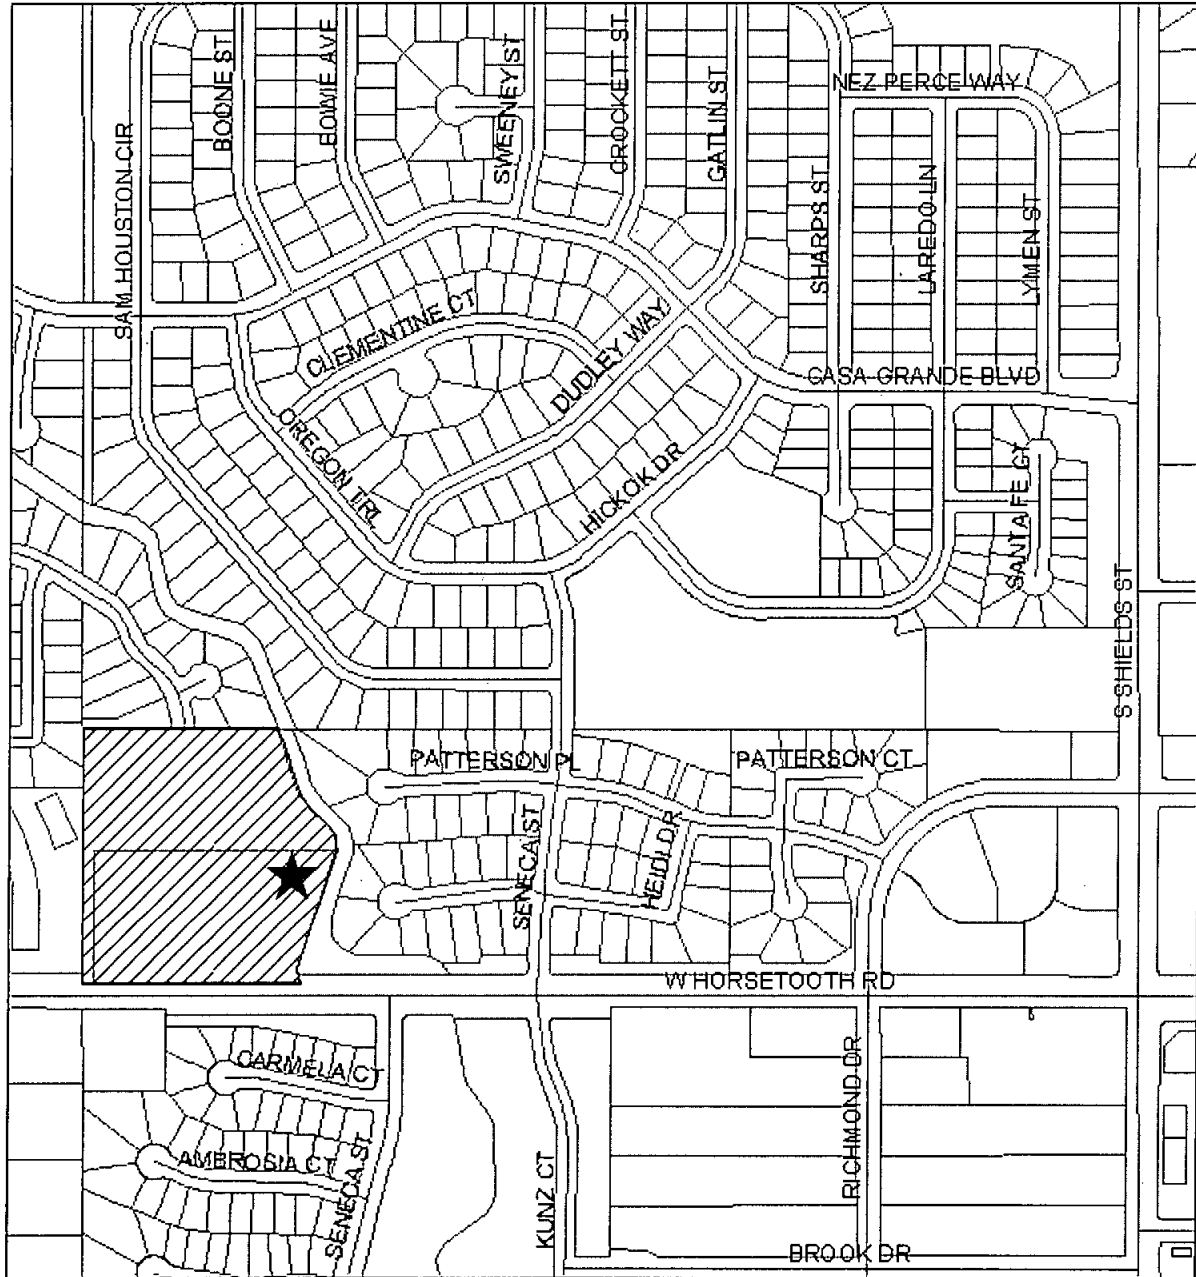 BOONE ST
BOWIE AVE
SWEENEY ST
CROCKETT ST
GATLIN ST
NEZ PERCE WAY
SAM HOUSTON CIR
SHARPS ST
LAREDO LN
LYMEN ST
CLEMENTINE CT
DUDLEY WAY
CASA GRANDE BLVD
OREGON TRL
HICKOK DR
SANTA FE CT
S SHIELDS ST
PATTERSON PL
PATTERSON CT
SENECA ST
HEIDI DR
W HORSETOOTH RD
CARMELA CT
AMBROSIA CT
SENECA ST
KUNZ CT
RICHMOND DR
BROOK DR